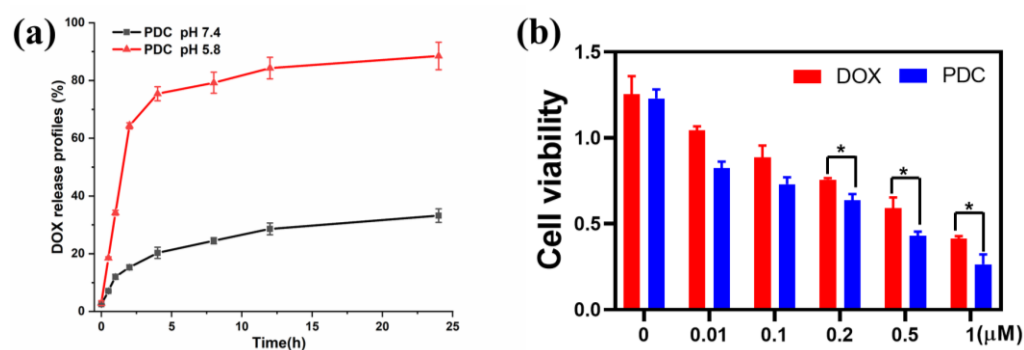 (a)
PDC pH 7.4
PDC pH 5.8
DOX release profiles (%)
100
80
60
40
20
0
0 5 10 15 20 25
Time(h)
(b)
DOX PDC
Cell viability
1.5
1.0
0.5
0.0
* * *
0 0.01 0.1 0.2 0.5 1(μM)